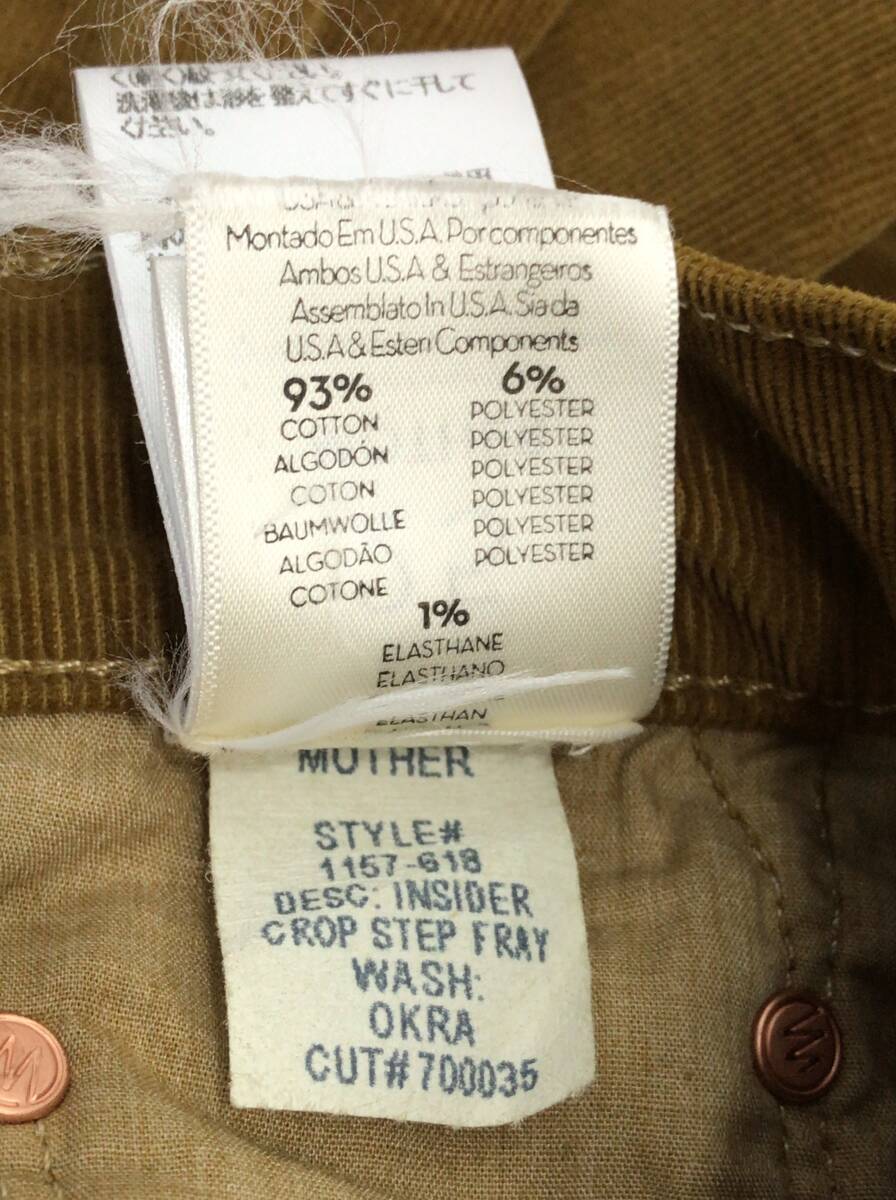 洗濯後は形を整えてすぐに干して
ください。
Montado Em U.S.A. Por componentes
Ambos U.S.A & Estrangeiros
Assemblato In U.S.A. Sia da
U.S.A & Esteri Components
93%
COTTON
ALGODÓN
COTON
BAUMWOLLE
ALGODÃO
COTONE
6%
POLYESTER
POLYESTER
POLYESTER
POLYESTER
POLYESTER
POLYESTER
1%
ELASTHANE
ELASTHANO
ELASTHAN
MOTHER
STYLE#
1157-618
DESC: INSIDER
CROP STEP FRAY
WASH:
OKRA
CUT# 700035